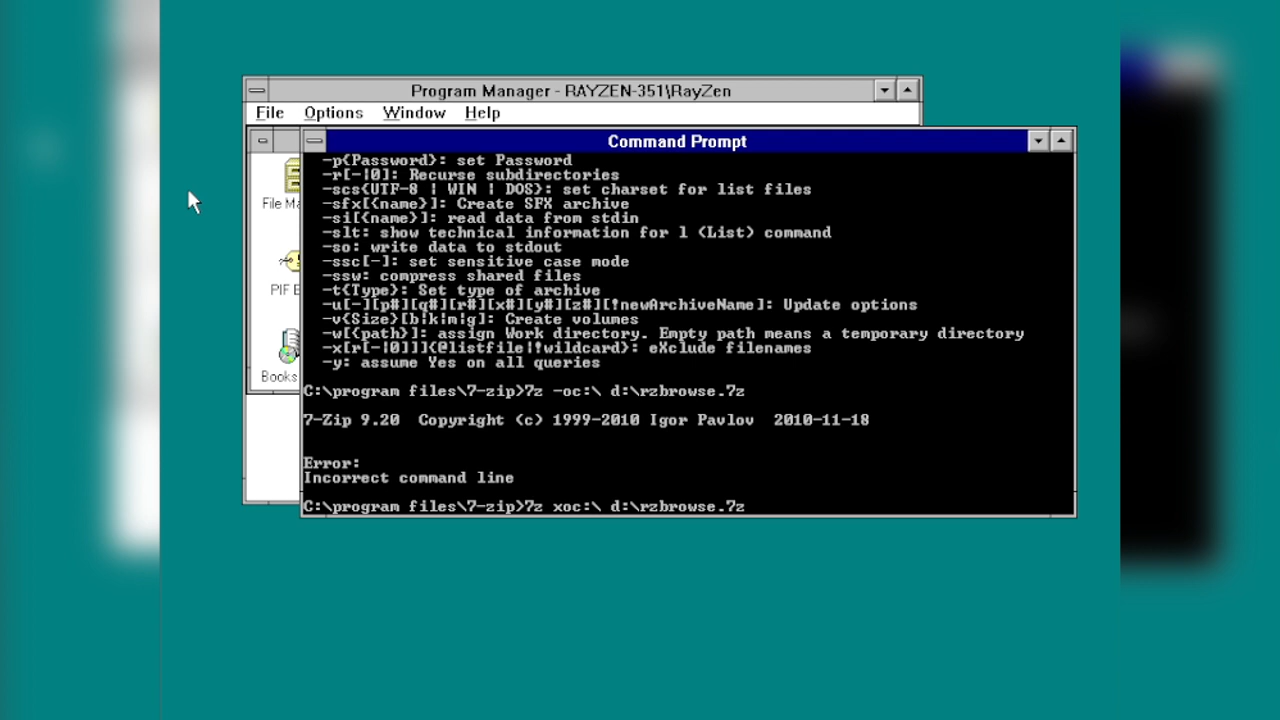 Program Manager - RAYZEN-351\RayZen
File Options Window Help
Command Prompt
File Ma
PIF E
Books
-p{Password}: set Password
-r[-|0]: Recurse subdirectories
-scs{UTF-8 | WIN | DOS}: set charset for list files
-sfx[{name}]: Create SFX archive
-si[{name}]: read data from stdin
-slt: show technical information for l (List) command
-so: write data to stdout
-ssc[-]: set sensitive case mode
-ssw: compress shared files
-t{Type}: Set type of archive
-u[-][p#][q#][r#][x#][y#][z#][!newArchiveName]: Update options
-v{Size}[b|k|m|g]: Create volumes
-w[{path}]: assign Work directory. Empty path means a temporary directory
-x[r[-|0]]]{@listfile|!wildcard}: eXclude filenames
-y: assume Yes on all queries
C:\program files\7-zip>7z -oc:\ d:\rzbrowse.7z
7-Zip 9.20 Copyright (c) 1999-2010 Igor Pavlov 2010-11-18
Error:
Incorrect command line
C:\program files\7-zip>7z xoc:\ d:\rzbrowse.7z